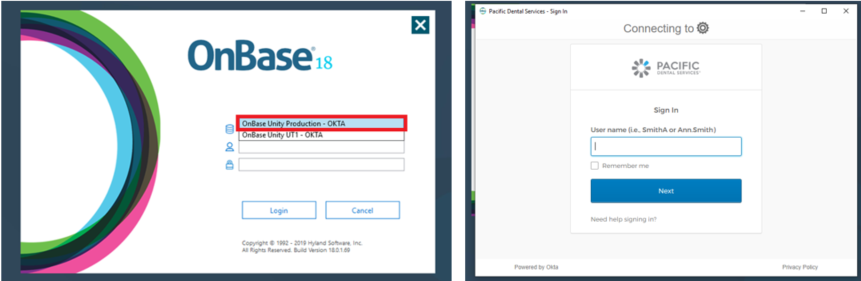 OnBase® 18
OnBase Unity Production - OKTA
OnBase Unity UT1 - OKTA
Login
Cancel
Copyright © 1992 - 2019 Hyland Software, Inc.
All Rights Reserved. Build Version 18.0.1.69
Pacific Dental Services - Sign In
Connecting to
PACIFIC
DENTAL SERVICES
Sign In
User name (i.e., SmithA or Ann.Smith)
Remember me
Next
Need help signing in?
Powered by Okta
Privacy Policy